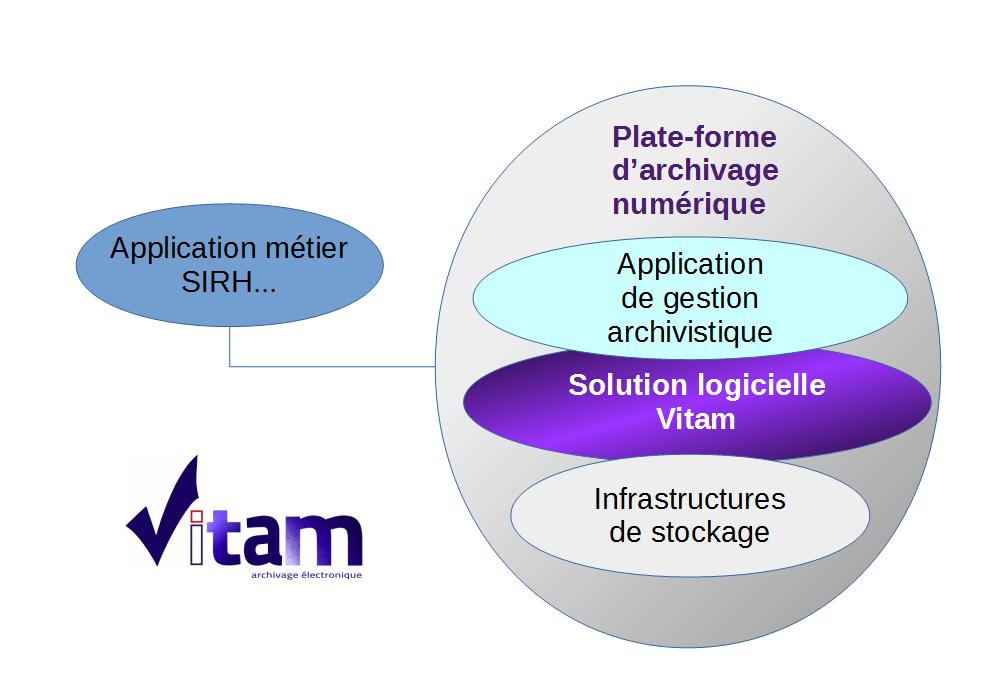 Plate-forme
d’archivage
numérique
Application métier
SIRH...
Application
de gestion
archivistique
Solution logicielle
Vitam
Infrastructures
de stockage
Vitam
archivage électronique